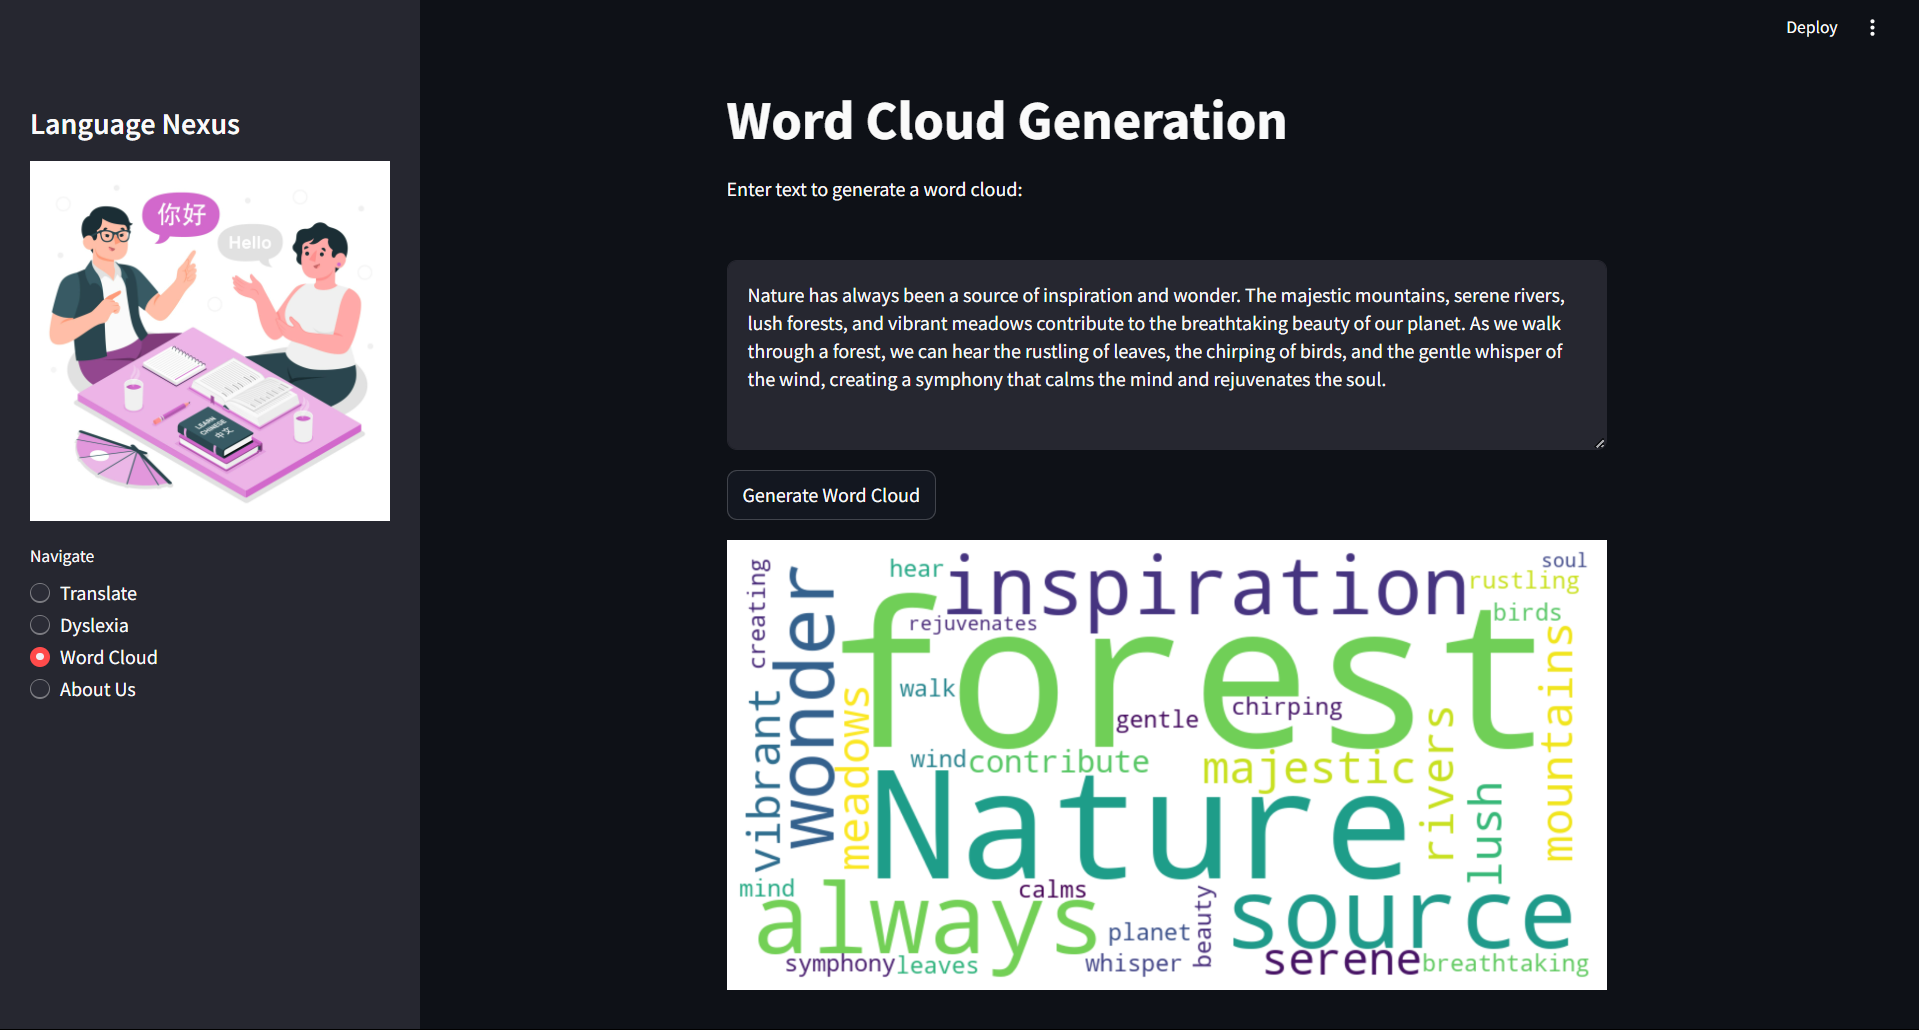 Deploy
Language Nexus
你好
Hello
LEARN
CHINESE
中文
Navigate
Translate
Dyslexia
Word Cloud
About Us
Word Cloud Generation
Enter text to generate a word cloud:
Nature has always been a source of inspiration and wonder. The majestic mountains, serene rivers,
lush forests, and vibrant meadows contribute to the breathtaking beauty of our planet. As we walk
through a forest, we can hear the rustling of leaves, the chirping of birds, and the gentle whisper of
the wind, creating a symphony that calms the mind and rejuvenates the soul.
Generate Word Cloud
creating
wonder
hear
inspiration
soul
rustling
birds
rejuvenates
forest
mountains
walk
chirping
gentle
vibrant
meadows
wind
contribute
majestic
rivers
Nature
lush
mind
always
calms
source
planet
beauty
symphony
leaves
whisper
serene
breathtaking